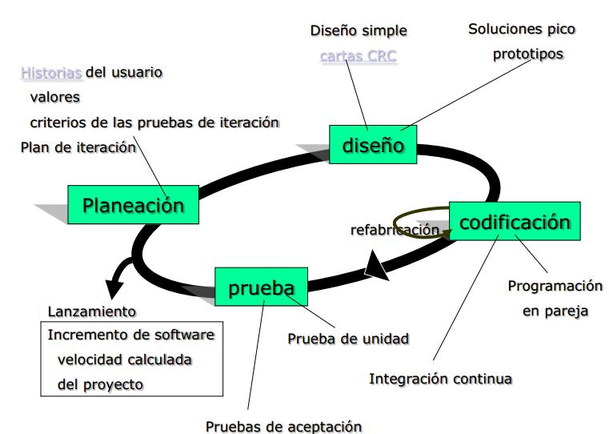 Diseño simple
cartas CRC
Soluciones pico
prototipos
Historias del usuario
valores
criterios de las pruebas de iteración
Plan de iteración
diseño
Planeación
codificación
refabricación
prueba
Programación
en pareja
Lanzamiento
Incremento de software
velocidad calculada
del proyecto
Prueba de unidad
Integración continua
Pruebas de aceptación